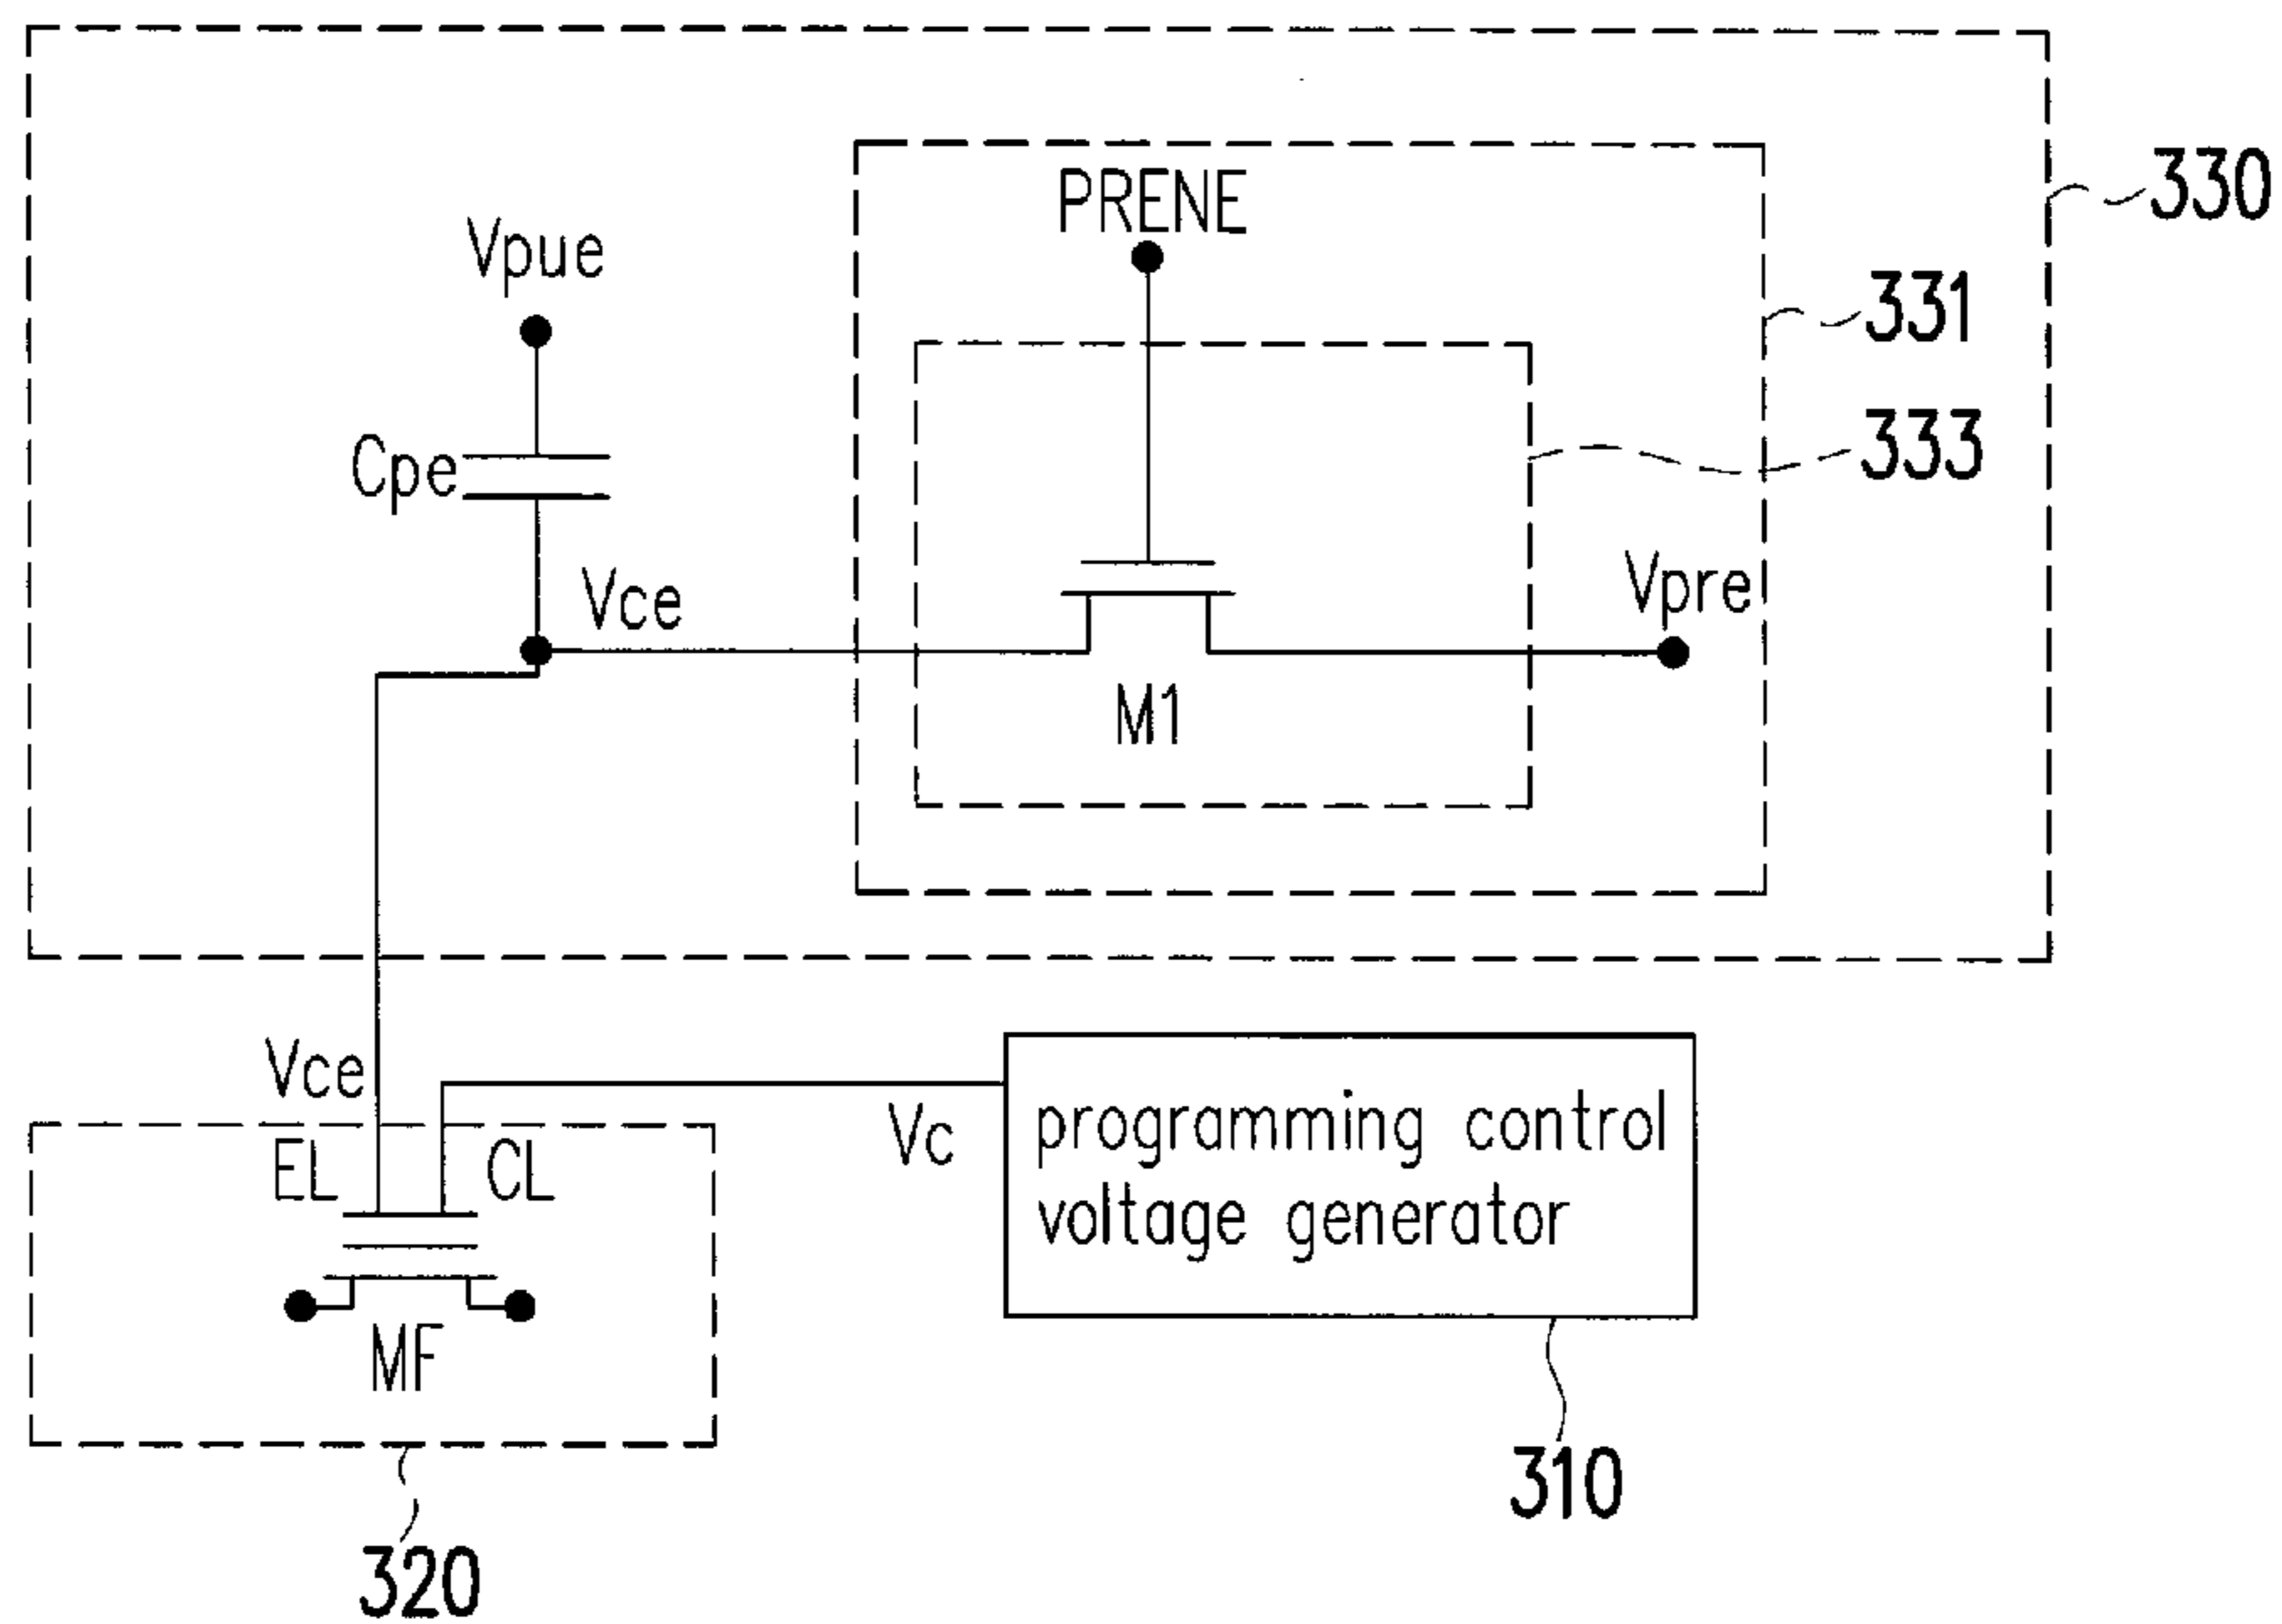 330
PRENE
Vpue
331
333
Cpe
Vce
Vpre
M1
Vce
EL
CL
Vc
programming control
voltage generator
MF
310
320